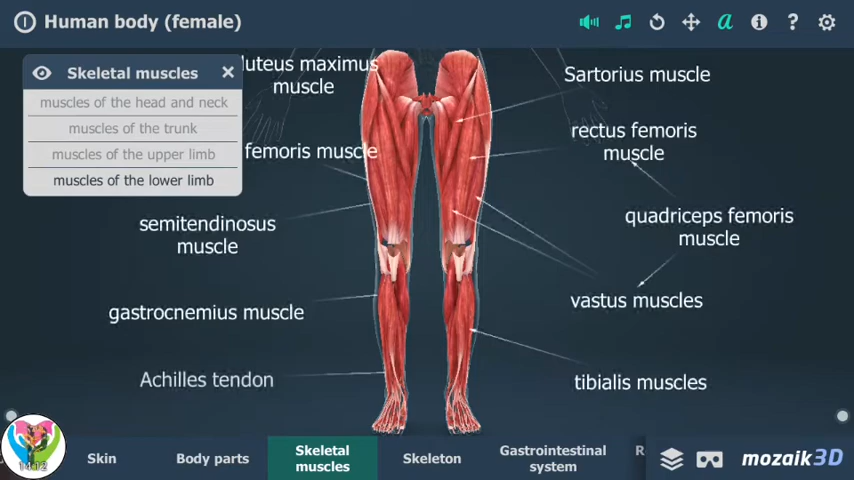 Human body (female)
Skeletal muscles
muscles of the head and neck
muscles of the trunk
muscles of the upper limb
muscles of the lower limb
luteus maximus
muscle
femoris muscle
semitendinosus
muscle
gastrocnemius muscle
Achilles tendon
Sartorius muscle
rectus femoris
muscle
quadriceps femoris
muscle
vastus muscles
tibialis muscles
14:12
Skin
Body parts
Skeletal
muscles
Skeleton
Gastrointestinal
system
R
mozaik3D